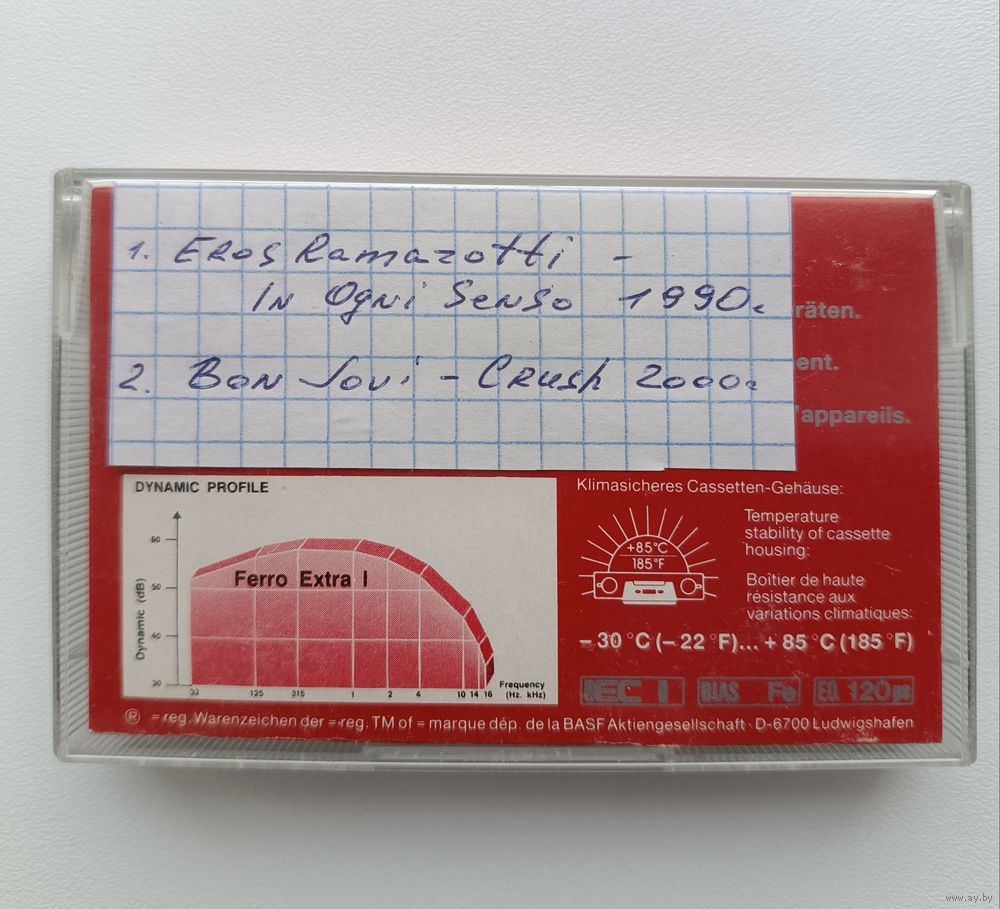 1. Eros Ramazotti -
In Ogni Senso 1990г
2. Bon Jovi - Crush 2000г
räten.
ent.
'appareils.
DYNAMIC PROFILE
Dynamic (dB)
60
50
40
30
Ferro Extra I
32 125 315 1 2 4 10 14 16
Frequency
(Hz, kHz)
Klimasicheres Cassetten-Gehäuse:
+85°C
185°F
Temperature
stability of cassette
housing:
Boîtier de haute
résistance aux
variations climatiques:
– 30 °C (– 22 °F)... + 85 °C (185 °F)
IEC I BIAS Fe EQ 120µs
® = reg. Warenzeichen der = reg. TM of = marque dép. de la BASF Aktiengesellschaft · D-6700 Ludwigshafen
www.ay.by